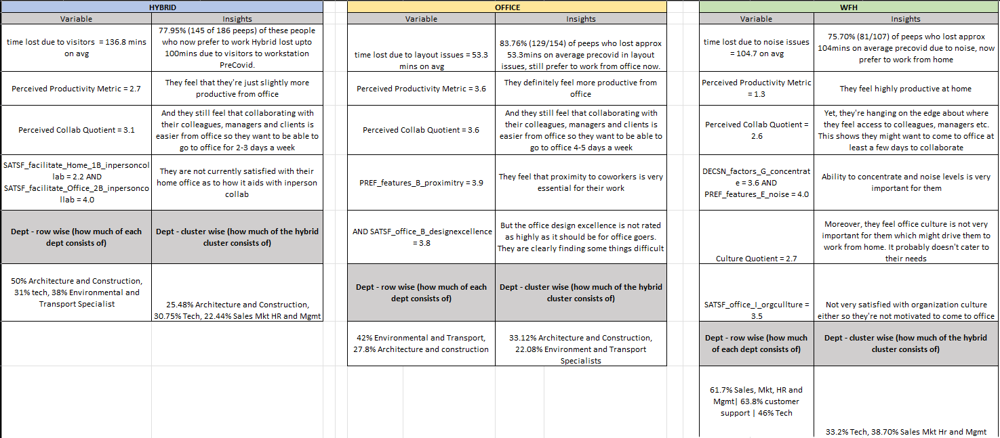 HYBRID
Variable
Insights
time lost due to visitors = 136.8 mins
on avg
77.95% (145 of 186 peeps) of these people
who now prefer to work Hybrid lost upto
100mins due to visitors to workstation
PreCovid.
Perceived Productivity Metric = 2.7
They feel that they're just slightly more
productive from office
Perceived Collab Quotient = 3.1
And they still feel that collaborating with
their colleagues, managers and clients is
easier from office so they want to be able to
go to office for 2-3 days a week
SATSF_facilitate_Home_1B_inpersoncol
lab = 2.2 AND
SATSF_facilitate_Office_2B_inpersonco
llab = 4.0
They are not currently satisfied with their
home office as to how it aids with inperson
collab
Dept - row wise (how much of each
dept consists of)
Dept - cluster wise (how much of the hybrid
cluster consists of)
50% Architecture and Construction,
31% tech, 38% Environmental and
Transport Specialist
25.48% Architecture and Construction,
30.75% Tech, 22.44% Sales Mkt HR and Mgmt
OFFICE
Variable
Insights
time lost due to layout issues = 53.3
mins on avg
83.76% (129/154) of peeps who lost approx
53.3mins on average precovid in layout
issues, still prefer to work from office now.
Perceived Productivity Metric = 3.6
They definitely feel more productive from
office
Perceived Collab Quotient = 3.6
And they still feel that collaborating with
their colleagues, managers and clients is
easier from office so they want to be able to
go to office 4-5 days a week
PREF_features_B_proximitry = 3.9
They feel that proximity to coworkers is very
essential for their work
AND SATSF_office_B_designexcellence
= 3.8
But the office design excellence is not rated
as highly as it should be for office goers.
They are clearly finding some things difficult
Dept - row wise (how much of each
dept consists of)
Dept - cluster wise (how much of the hybrid
cluster consists of)
42% Environmental and Transport,
27.8% Architecture and construction
33.12% Architecture and Construction,
22.08% Environment and Transport
Specialists
WFH
Variable
Insights
time lost due to noise issues
= 104.7 on avg
75.70% (81/107) of peeps who lost approx
104mins on average precovid due to noise, now
prefer to work from home
Perceived Productivity Metric
= 1.3
They feel highly productive at home
Perceived Collab Quotient =
2.6
Yet, they're hanging on the edge about where
they feel access to colleagues, managers etc.
This shows they might want to come to office at
least a few days to collaborate
DECSN_factors_G_concentrat
e = 3.6 AND
PREF_features_E_noise = 4.0
Ability to concentrate and noise levels is very
important for them
Culture Quotient = 2.7
Moreover, they feel office culture is not very
important for them which might drive them to
work from home. It probably doesn't cater to
their needs
SATSF_office_I_orgcullture =
3.5
Not very satisfied with organization culture
either so they're not motivated to come to office
Dept - row wise (how much
of each dept consists of)
Dept - cluster wise (how much of the hybrid
cluster consists of)
61.7% Sales, Mkt, HR and
Mgmt| 63.8% customer
support | 46% Tech
33.2% Tech, 38.70% Sales Mkt Hr and Mgmt